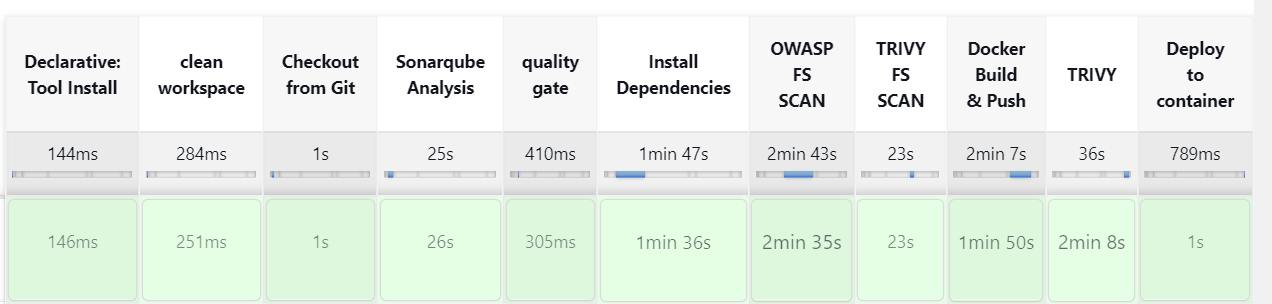 Declarative: Tool Install
clean workspace
Checkout from Git
Sonarqube Analysis
quality gate
Install Dependencies
OWASP FS SCAN
TRIVY FS SCAN
Docker Build & Push
TRIVY
Deploy to container
144ms 284ms 1s 25s 410ms 1min 47s 2min 43s 23s 2min 7s 36s 789ms
146ms 251ms 1s 26s 305ms 1min 36s 2min 35s 23s 1min 50s 2min 8s 1s